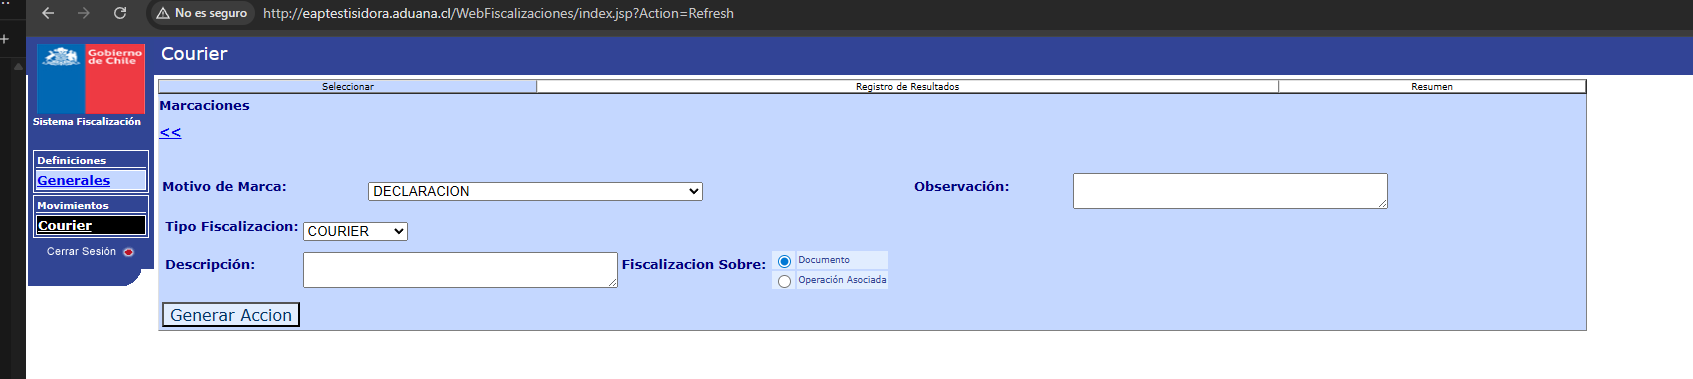 No es seguro http://eaptestisidora.aduana.cl/WebFiscalizaciones/index.jsp?Action=Refresh
Gobierno
de Chile
Sistema Fiscalización
Definiciones
Generales
Movimientos
Courier
Cerrar Sesión
Courier
Seleccionar Registro de Resultados Resumen
Marcaciones
<<
Motivo de Marca: DECLARACION Observación:
Tipo Fiscalizacion: COURIER
Descripción: Fiscalizacion Sobre: Documento
Operación Asociada
Generar Accion